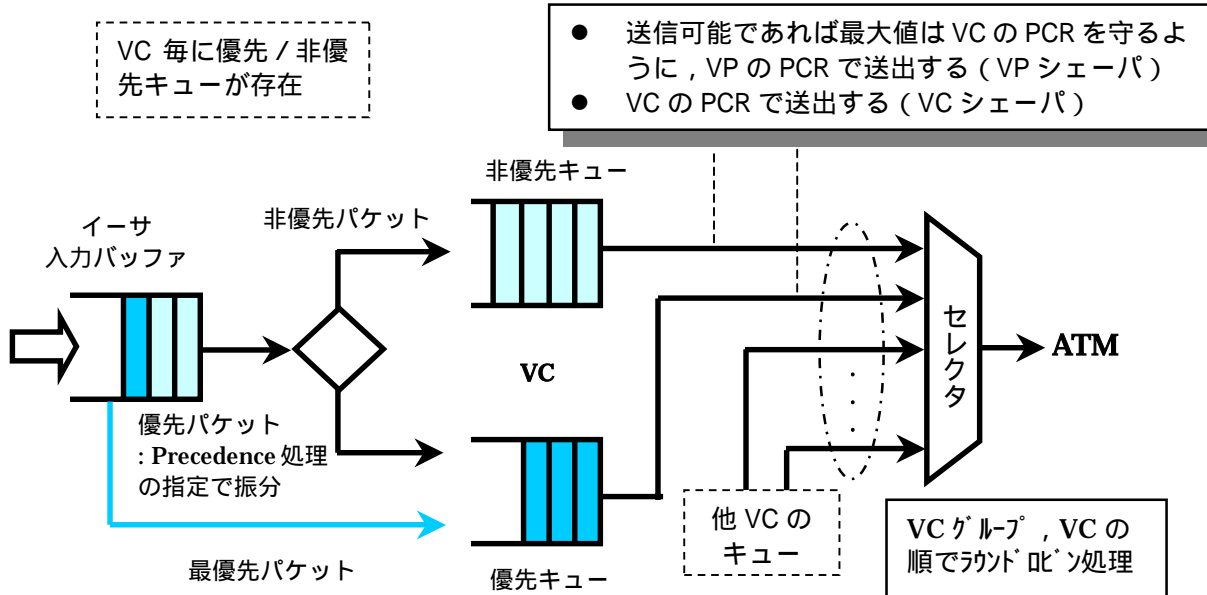 VC 毎に優先 / 非優
先キューが存在
● 送信可能であれば最大値は VC の PCR を守るよ
うに , VP の PCR で送出する ( VP シェーパ )
● VC の PCR で送出する ( VC シェーパ )
非優先キュー
非優先パケット
イーサ
入力バッファ
VC
セレクタ
ATM
優先パケット
: Precedence 処理
の指定で振分
最優先パケット
優先キュー
他 VC の
キュー
VC ｸﾞﾙｰﾌﾟ , VC の
順でﾗｳﾝﾄﾞﾛﾋﾞﾝ処理